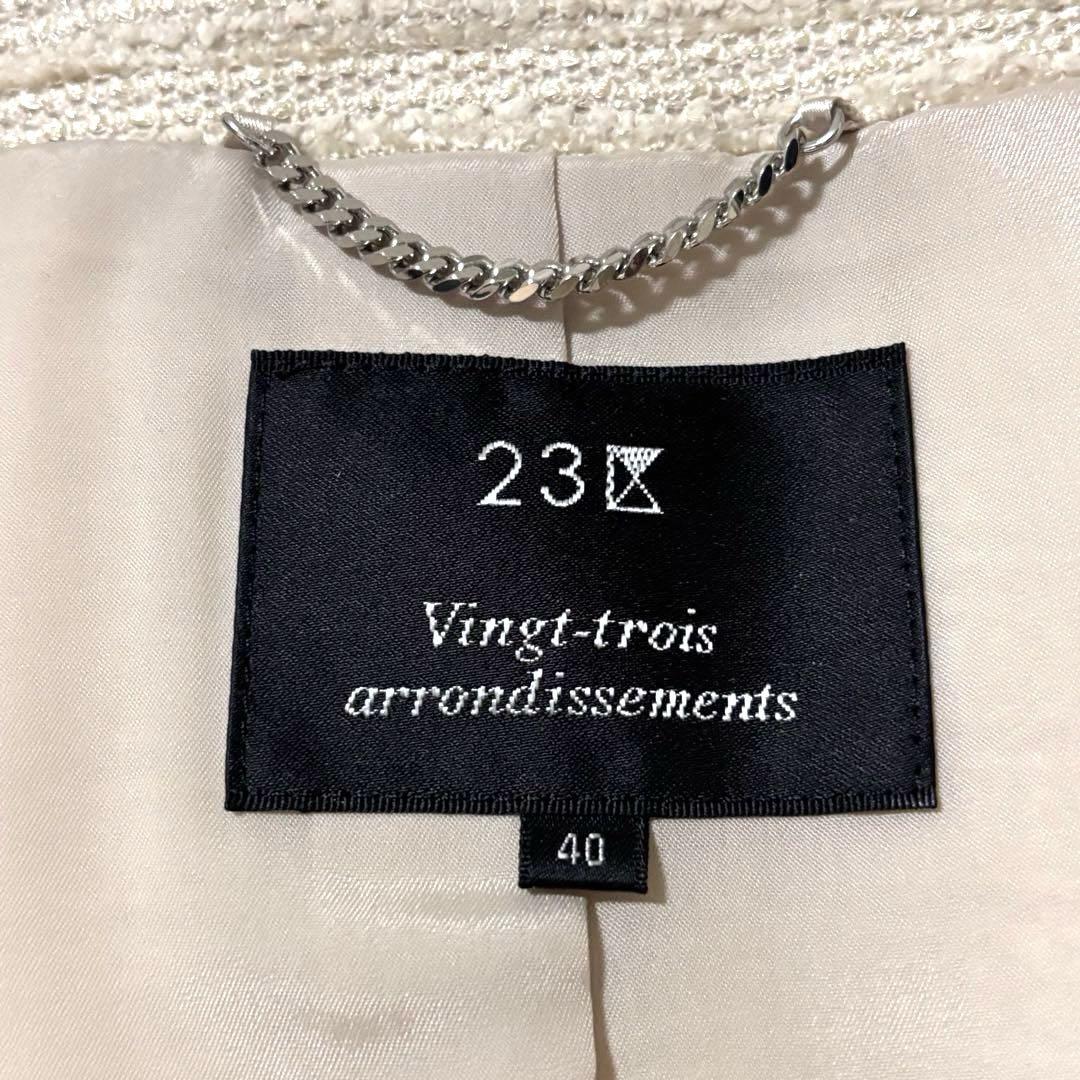 23区
Vingt-trois
arrondissements
40